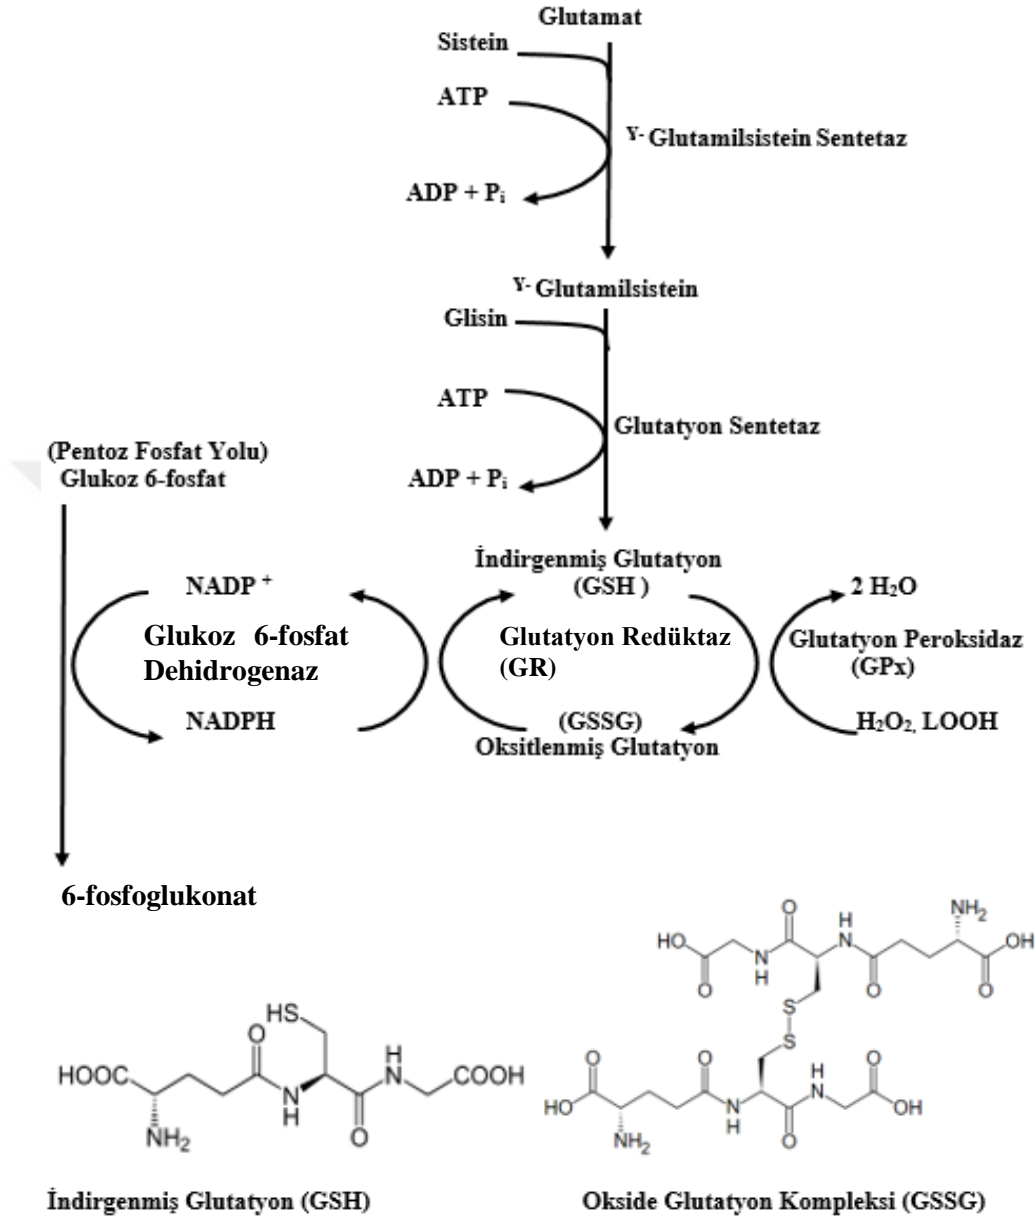 Glutamat
Sistein
ATP
Y- Glutamilsistein Sentetaz
ADP + Pi
Y- Glutamilsistein
Glisin
ATP
Glutatyon Sentetaz
ADP + Pi
(Pentoz Fosfat Yolu)
Glukoz 6-fosfat
İndirgenmiş Glutatyon
(GSH )
NADP +
2 H₂O
Glukoz 6-fosfat
Dehidrogenaz
Glutatyon Redüktaz
(GR)
Glutatyon Peroksidaz
(GPx)
NADPH
(GSSG)
Oksitlenmiş Glutatyon
H₂O₂, LOOH
6-fosfoglukonat
HS
O
HOOC
N
H
H
N
COOH
NH₂
O
O
H
N
NH₂
HO
OH
N
H
O
O
O
S
S
O
O
H
N
O
HO
N
H
OH
NH₂
O
İndirgenmiş Glutatyon (GSH)
Okside Glutatyon Kompleksi (GSSG)